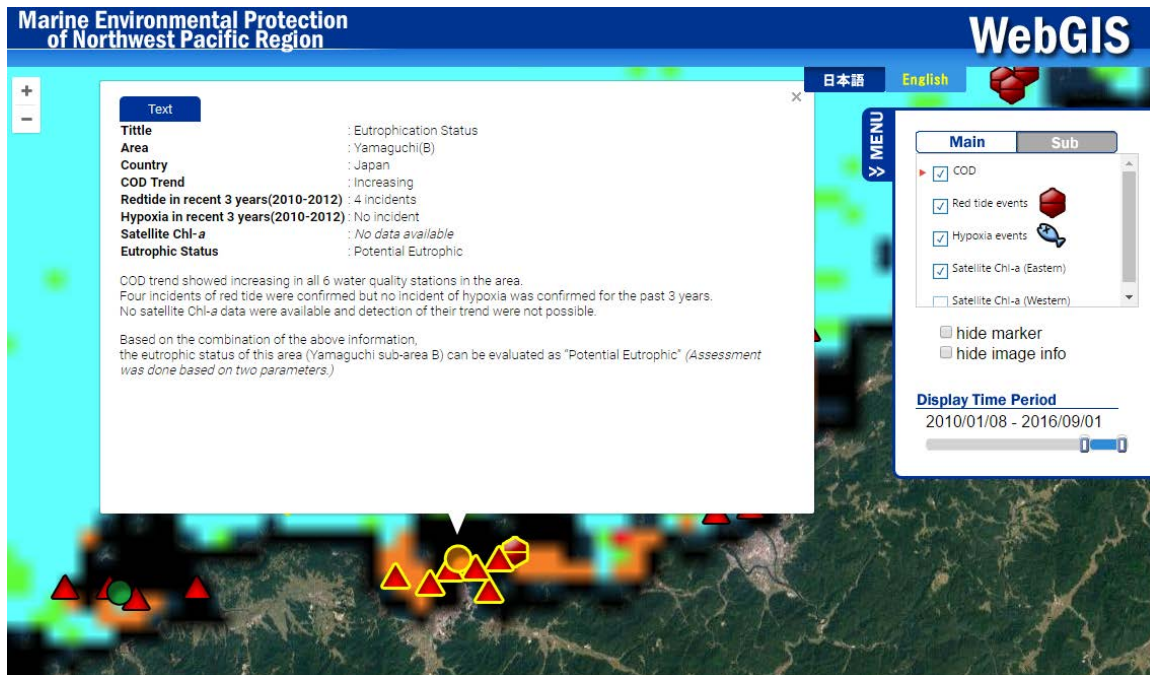 Marine Environmental Protection
of Northwest Pacific Region
WebGIS
日本語 English
+
−
×
Text
Tittle : Eutrophication Status
Area : Yamaguchi(B)
Country : Japan
COD Trend : Increasing
Redtide in recent 3 years(2010-2012) : 4 incidents
Hypoxia in recent 3 years(2010-2012) : No incident
Satellite Chl-a : No data available
Eutrophic Status : Potential Eutrophic
COD trend showed increasing in all 6 water quality stations in the area.
Four incidents of red tide were confirmed but no incident of hypoxia was confirmed for the past 3 years.
No satellite Chl-a data were available and detection of their trend were not possible.
Based on the combination of the above information,
the eutrophic status of this area (Yamaguchi sub-area B) can be evaluated as "Potential Eutrophic" (Assessment
was done based on two parameters.)
>> MENU
Main Sub
COD
Red tide events
Hypoxia events
Satellite Chl-a (Eastern)
Satellite Chl-a (Western)
hide marker
hide image info
Display Time Period
2010/01/08 - 2016/09/01